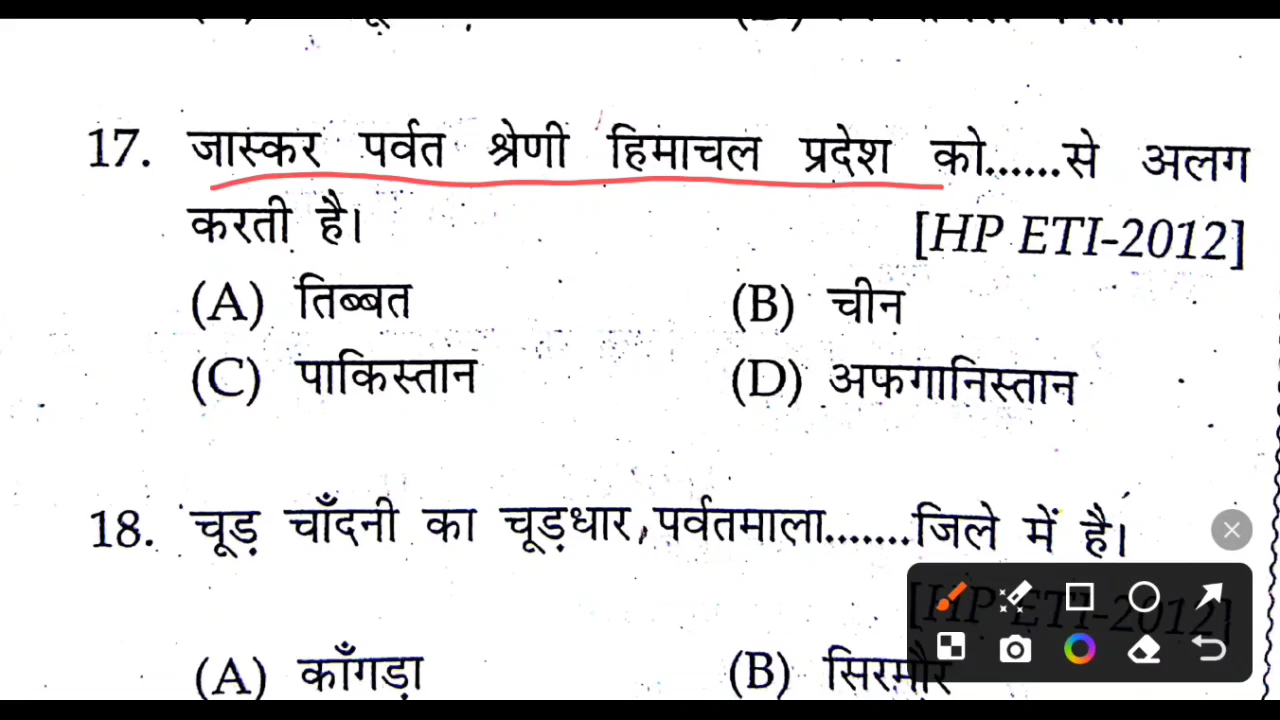 17. जास्कर पर्वत श्रेणी हिमाचल प्रदेश को......से अलग
करती है।
[HP ETI-2012]
(A) तिब्बत (B) चीन
(C) पाकिस्तान (D) अफगानिस्तान
18. चूड़ चाँदनी का चूड़धार, पर्वतमाला.......जिले में है।
[HP ETI-2012]
(A) काँगड़ा (B) सिरमौर